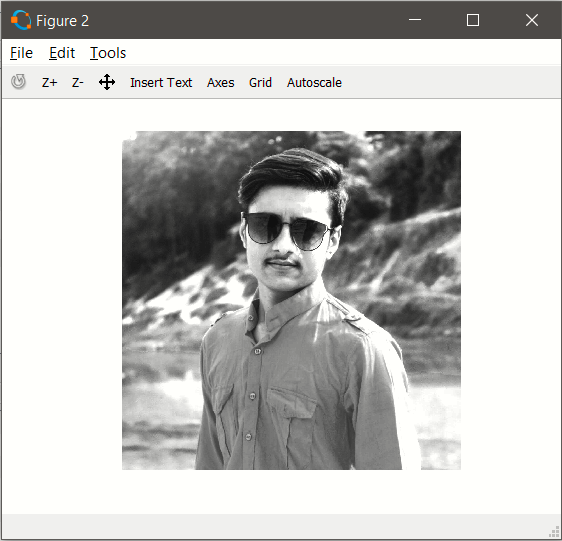 Figure 2
File Edit Tools
Z+ Z- Insert Text Axes Grid Autoscale